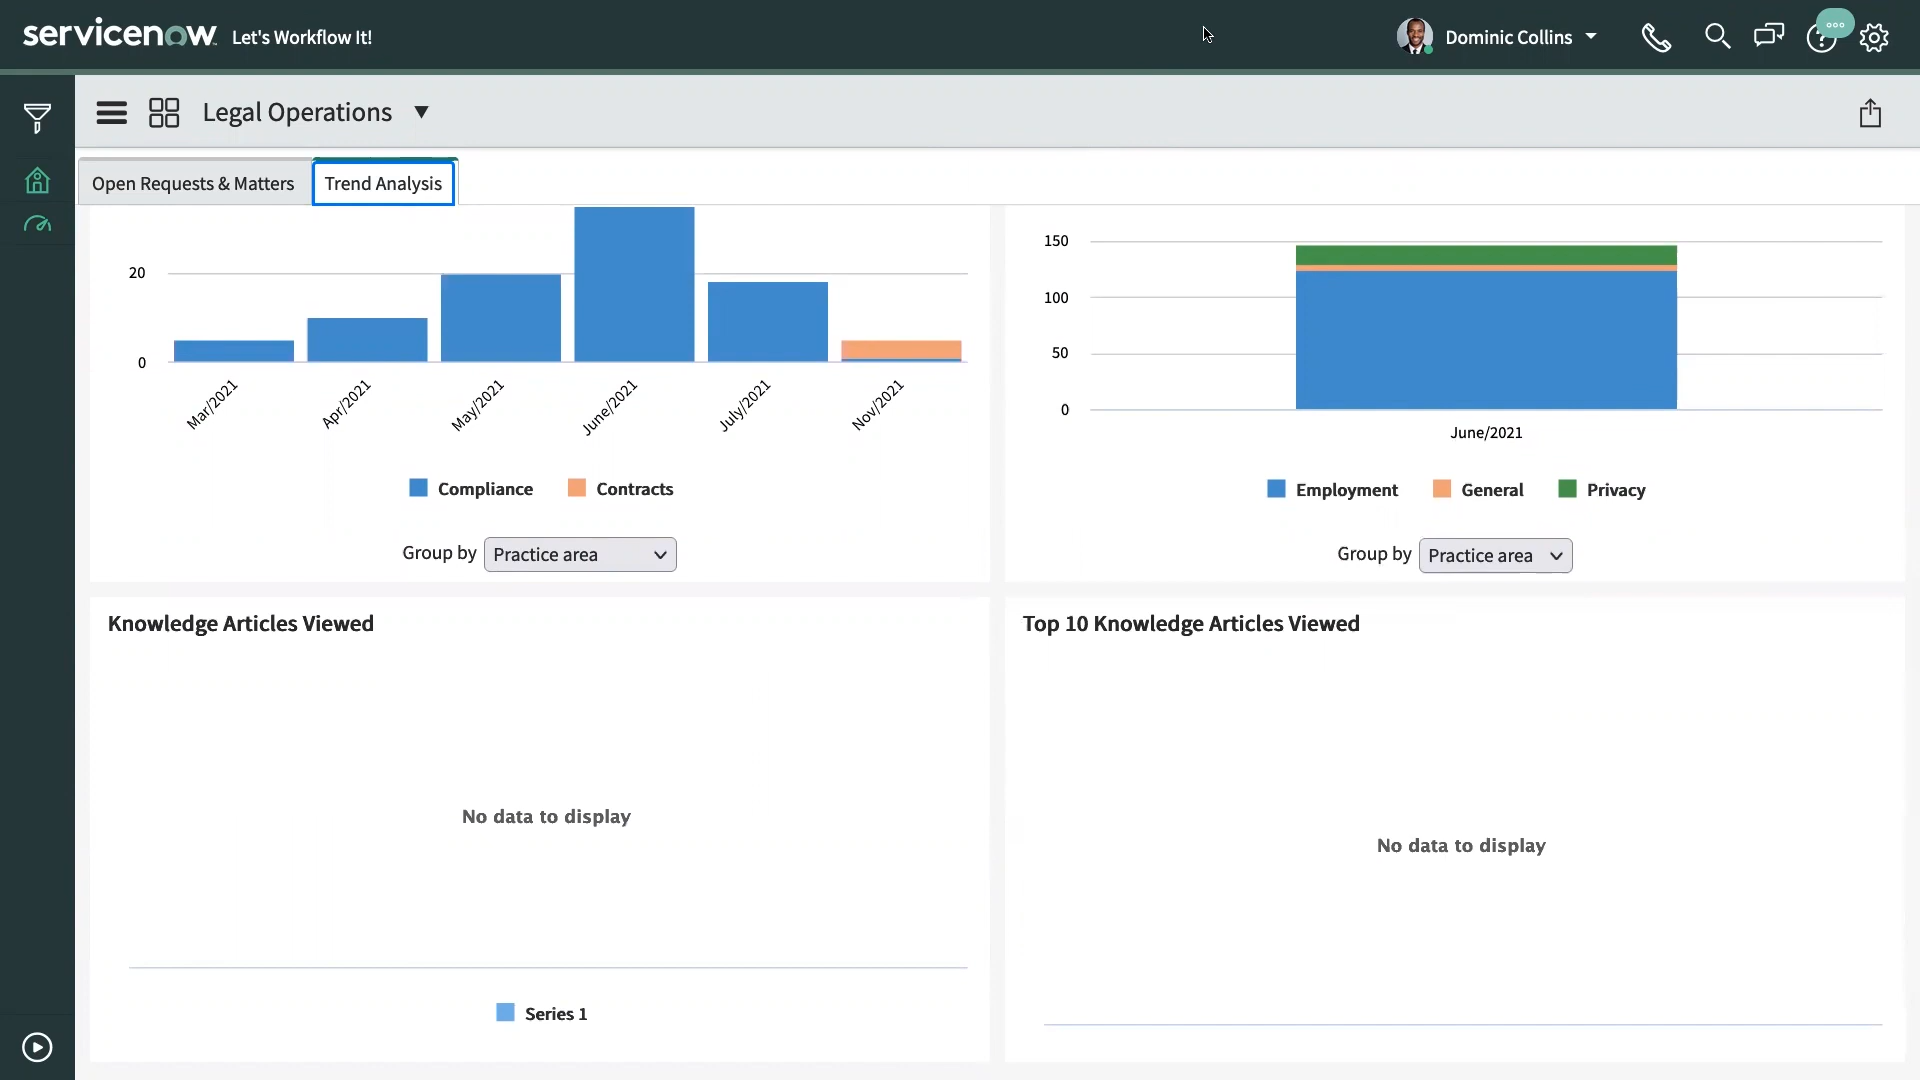 servicenow Let's Workflow It!
Dominic Collins
Legal Operations
Open Requests & Matters
Trend Analysis
20
0
Mar/2021
Apr/2021
May/2021
June/2021
July/2021
Nov/2021
Compliance
Contracts
Group by
Practice area
150
100
50
0
June/2021
Employment
General
Privacy
Group by
Practice area
Knowledge Articles Viewed
No data to display
Series 1
Top 10 Knowledge Articles Viewed
No data to display